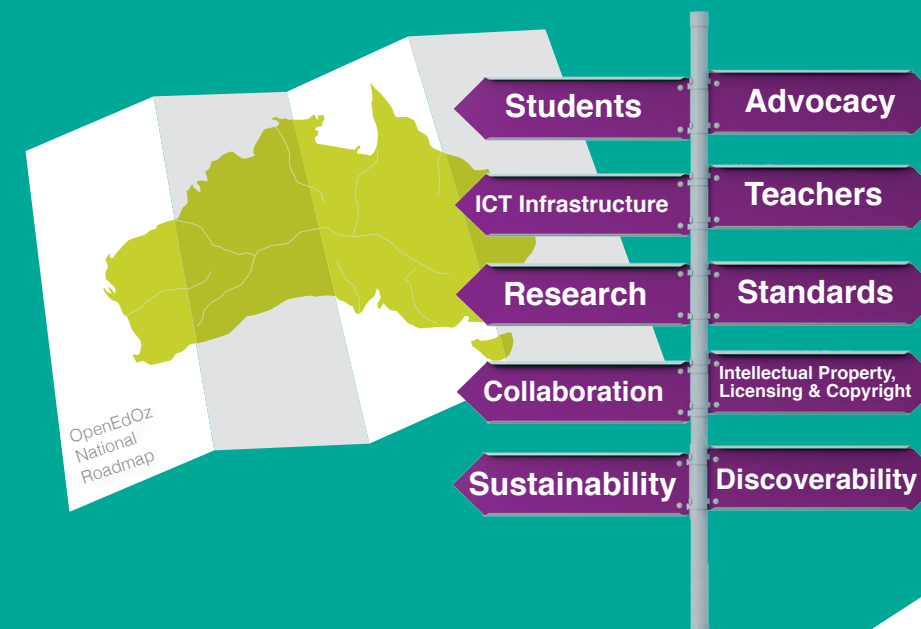 Students
Advocacy
ICT Infrastructure
Teachers
Research
Standards
Collaboration
Intellectual Property,
Licensing & Copyright
Sustainability
Discoverability
OpenEdOz
National
Roadmap